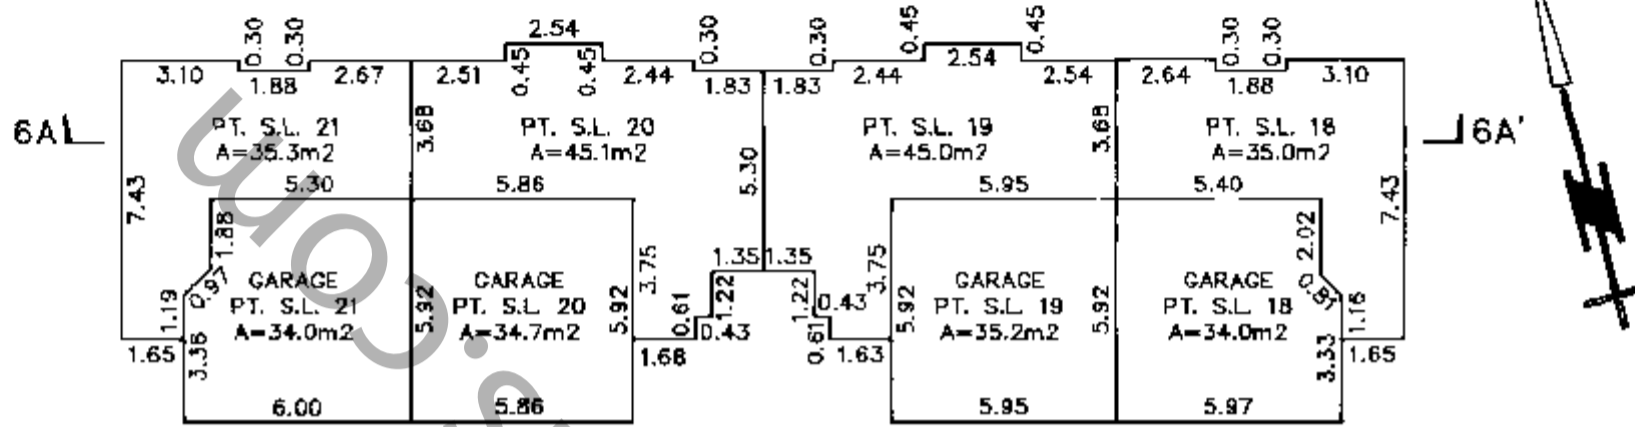 0.30 0.30 2.54 0.30 0.30 0.45 2.54 0.45 0.30 0.30
3.10 1.88 2.67 2.51 0.45 0.45 2.44 1.83 1.83 2.44 2.54 2.64 1.88 3.10
6A PT. S.L. 21 3.68 PT. S.L. 20 PT. S.L. 19 3.68 PT. S.L. 18 6A'
A=35.3m2 A=45.1m2 A=45.0m2 A=35.0m2
7.43 5.30 5.86 5.30 5.95 5.40 7.43
1.88 1.35 1.35 2.02
0.97 GARAGE GARAGE 3.75 1.22 1.22 3.75 GARAGE GARAGE 0.87
1.19 PT. S.L. 21 5.92 PT. S.L. 20 5.92 0.61 0.43 5.92 PT. S.L. 19 5.92 PT. S.L. 18 1.16
A=34.0m2 A=34.7m2 0.43 A=35.2m2 A=34.0m2
1.65 3.36 1.68 0.61 1.63 3.33 1.65
6.00 5.86 5.95 5.97
.com